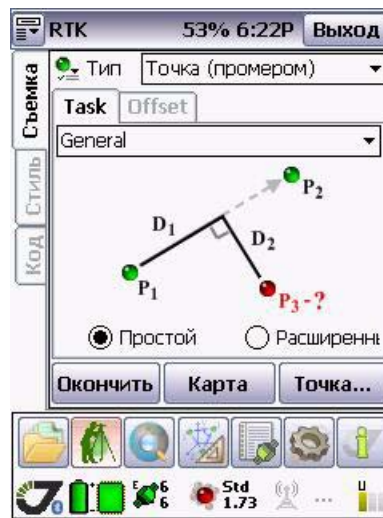 RTK 53% 6:22P Выход
Съемка
Стиль
Код
Тип Точка (промером)
Task Offset
General
P2
D1
D2
P1
P3-?
Простой Расширеннь
Окончить Карта Точка...
E 6 6
Std 1.73
...
U